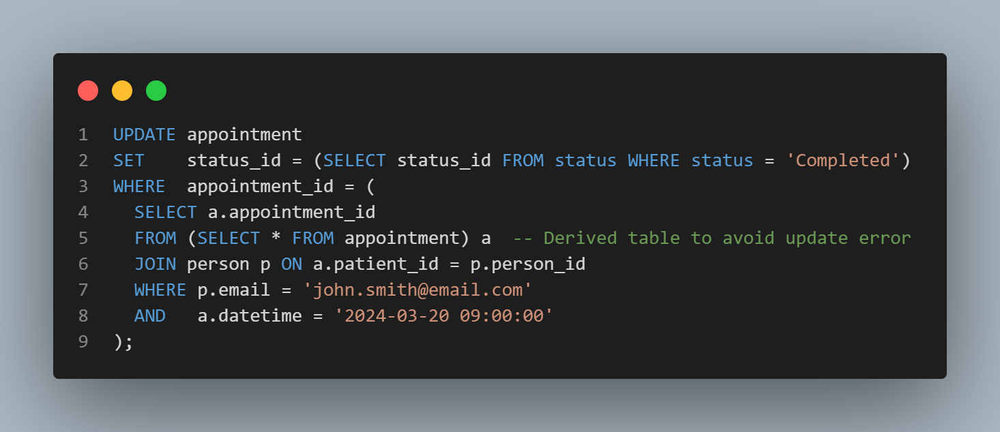 1 UPDATE appointment
2 SET    status_id = (SELECT status_id FROM status WHERE status = 'Completed')
3 WHERE  appointment_id = (
4   SELECT a.appointment_id
5   FROM (SELECT * FROM appointment) a  -- Derived table to avoid update error
6   JOIN person p ON a.patient_id = p.person_id
7   WHERE p.email = 'john.smith@email.com'
8   AND   a.datetime = '2024-03-20 09:00:00'
9 );